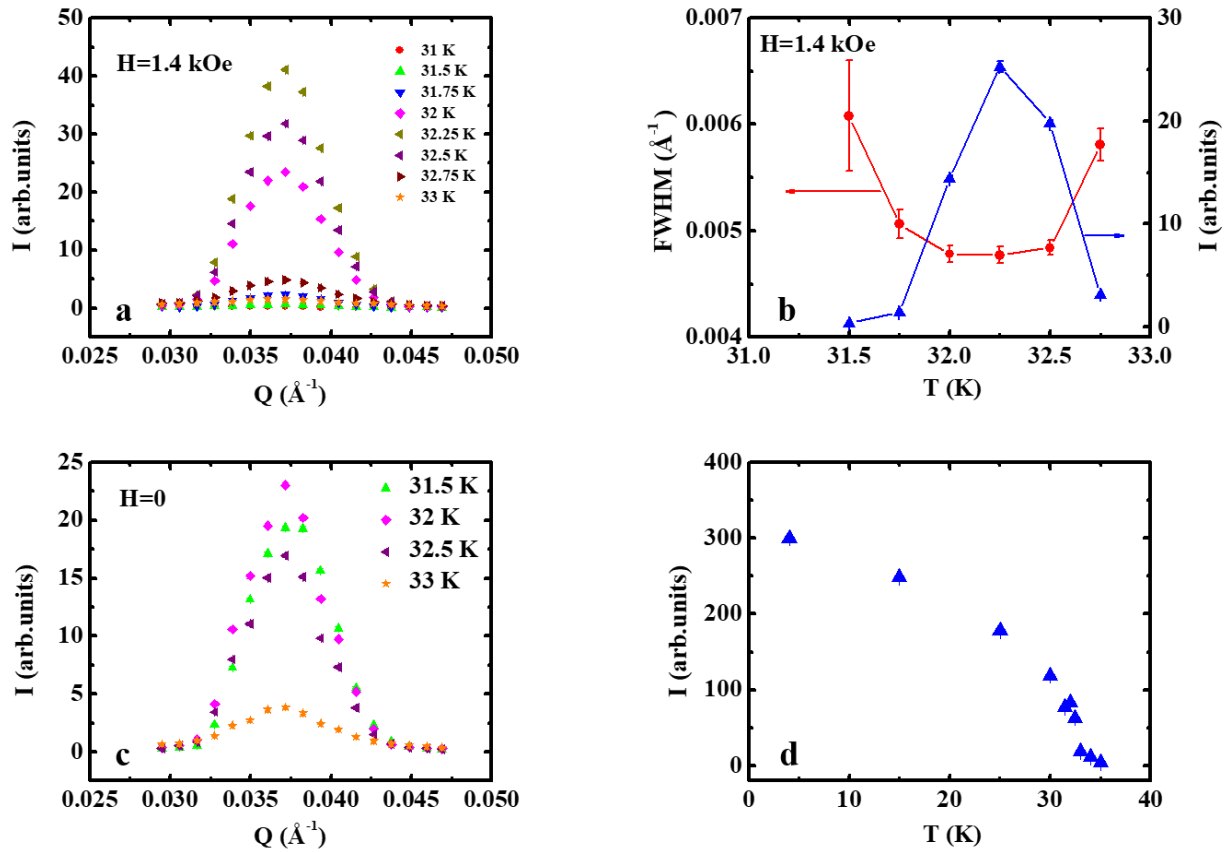 50
40
30
20
10
0
I (arb.units)
H=1.4 kOe
31 K
31.5 K
31.75 K
32 K
32.25 K
32.5 K
32.75 K
33 K
a
0.025 0.030 0.035 0.040 0.045 0.050
Q (Å⁻¹)
0.007
0.006
0.005
0.004
FWHM (Å⁻¹)
H=1.4 kOe
30
20
10
0
I (arb.units)
b
31.0 31.5 32.0 32.5 33.0
T (K)
25
20
15
10
5
0
I (arb.units)
H=0
31.5 K
32 K
32.5 K
33 K
c
0.025 0.030 0.035 0.040 0.045 0.050
Q (Å⁻¹)
400
300
200
100
0
I (arb.units)
d
0 10 20 30 40
T (K)